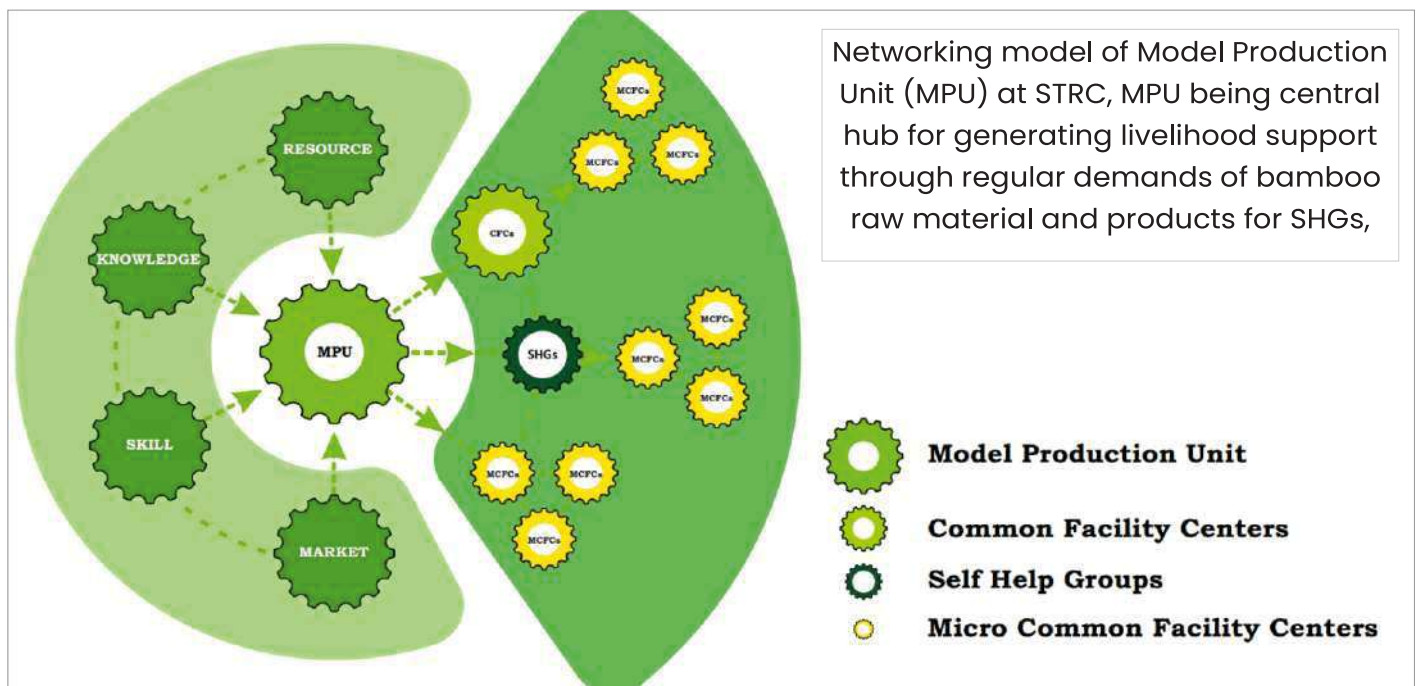 Networking model of Model Production
Unit (MPU) at STRC, MPU being central
hub for generating livelihood support
through regular demands of bamboo
raw material and products for SHGs,
RESOURCE
KNOWLEDGE
SKILL
MARKET
MPU
CFCs
SHGs
MCFCs
MCFCs
MCFCs
MCFCs
MCFCs
MCFCs
MCFCs
MCFCs
MCFCs
Model Production Unit
Common Facility Centers
Self Help Groups
Micro Common Facility Centers